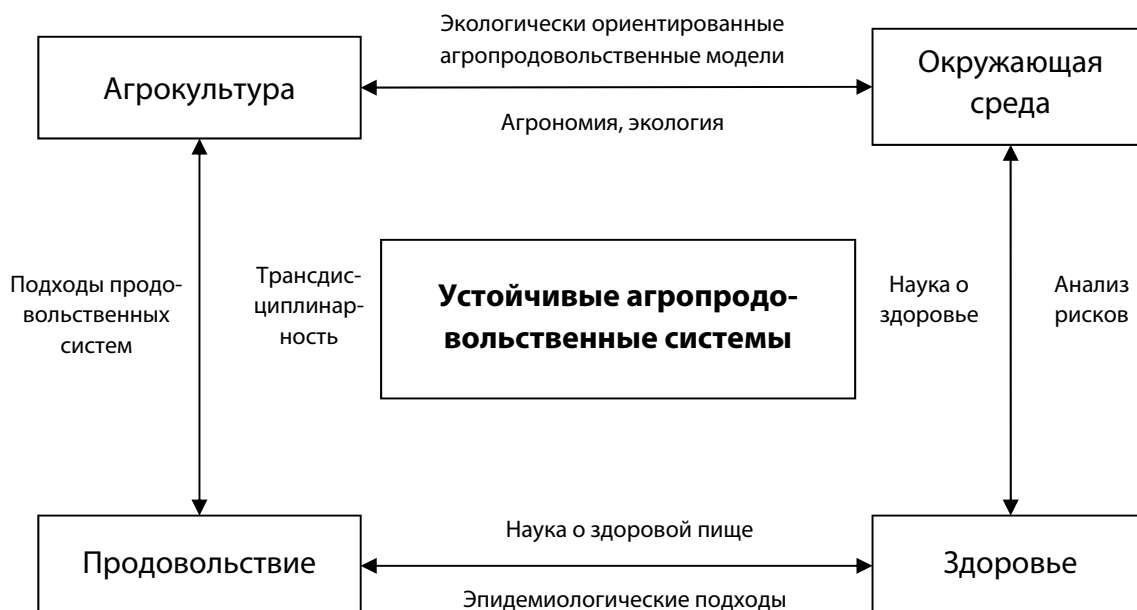 Экологически ориентированные
агропродовольственные модели
Агрокультура
Окружающая
среда
Агрономия, экология
Подходы продо-
вольственных
систем
Трансдис-
циплинар-
ность
Устойчивые агропродо-
вольственные системы
Наука о
здоровье
Анализ
рисков
Продовольствие
Наука о здоровой пище
Здоровье
Эпидемиологические подходы